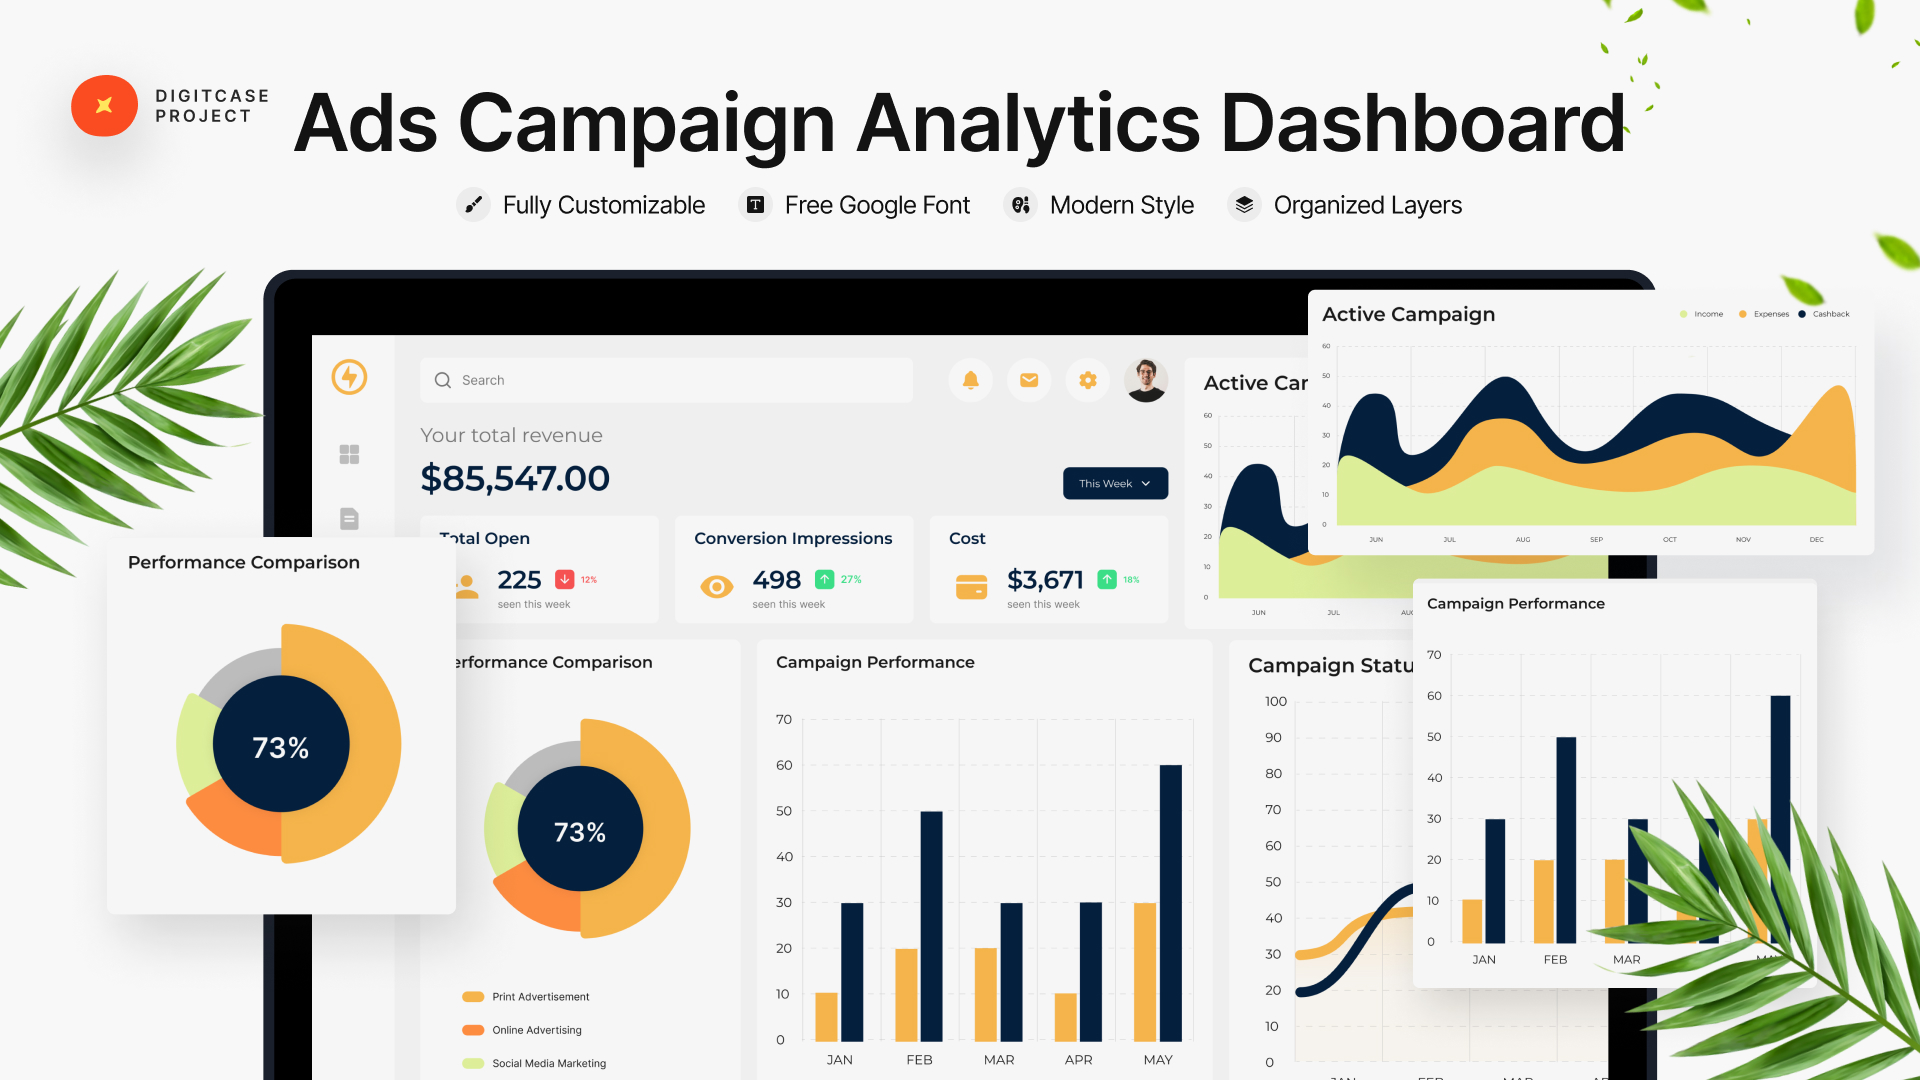 DIGITCASE
PROJECT
Ads Campaign Analytics Dashboard
Fully Customizable
Free Google Font
Modern Style
Organized Layers
Search
Your total revenue
$85,547.00
This Week
Total Open
225
12%
seen this week
Conversion Impressions
498
27%
seen this week
Cost
$3,671
18%
seen this week
Active Car
60
50
40
30
20
10
0
JUN
JUL
Active Campaign
Income
Expenses
Cashback
60
50
40
30
20
10
0
JUN
JUL
AUG
SEP
OCT
NOV
DEC
Performance Comparison
73%
erformance Comparison
73%
Print Advertisement
Online Advertising
Social Media Marketing
Campaign Performance
70
60
50
40
30
20
10
0
JAN
FEB
MAR
APR
MAY
Campaign Statu
100
90
80
70
60
50
40
30
20
10
0
Campaign Performance
70
60
50
40
30
20
10
0
JAN
FEB
MAR